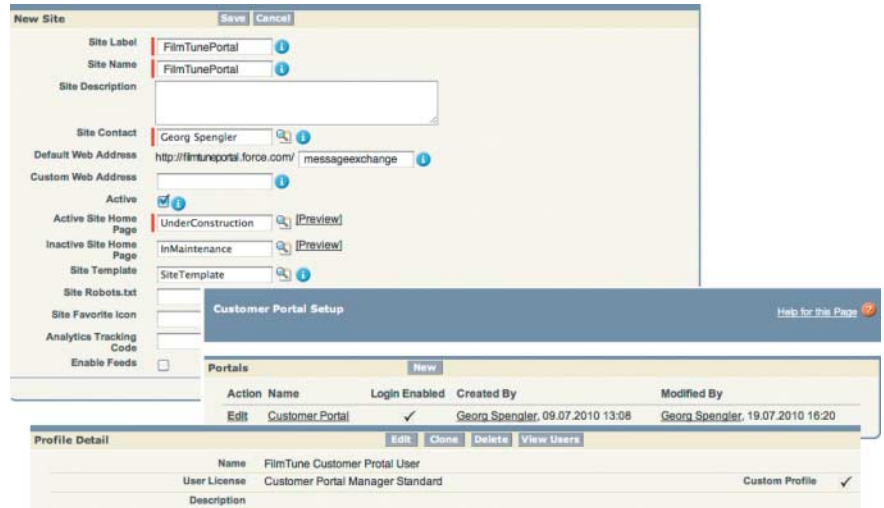 New Site Save Cancel
Site Label FilmTunePortal
Site Name FilmTunePortal
Site Description
Site Contact Georg Spengler
Default Web Address http://filmtuneportal.force.com/ messageexchange
Custom Web Address
Active
Active Site Home Page UnderConstruction [Preview]
Inactive Site Home Page InMaintenance [Preview]
Site Template SiteTemplate
Site Robots.txt
Site Favorite Icon
Analytics Tracking Code
Enable Feeds
Customer Portal Setup Help for this Page ?
Portals New
Action Name Login Enabled Created By Modified By
Edit Customer Portal ✓ Georg Spengler, 09.07.2010 13:08 Georg Spengler, 19.07.2010 16:20
Profile Detail Edit Clone Delete View Users
Name FilmTune Customer Protal User
User License Customer Portal Manager Standard Custom Profile ✓
Description